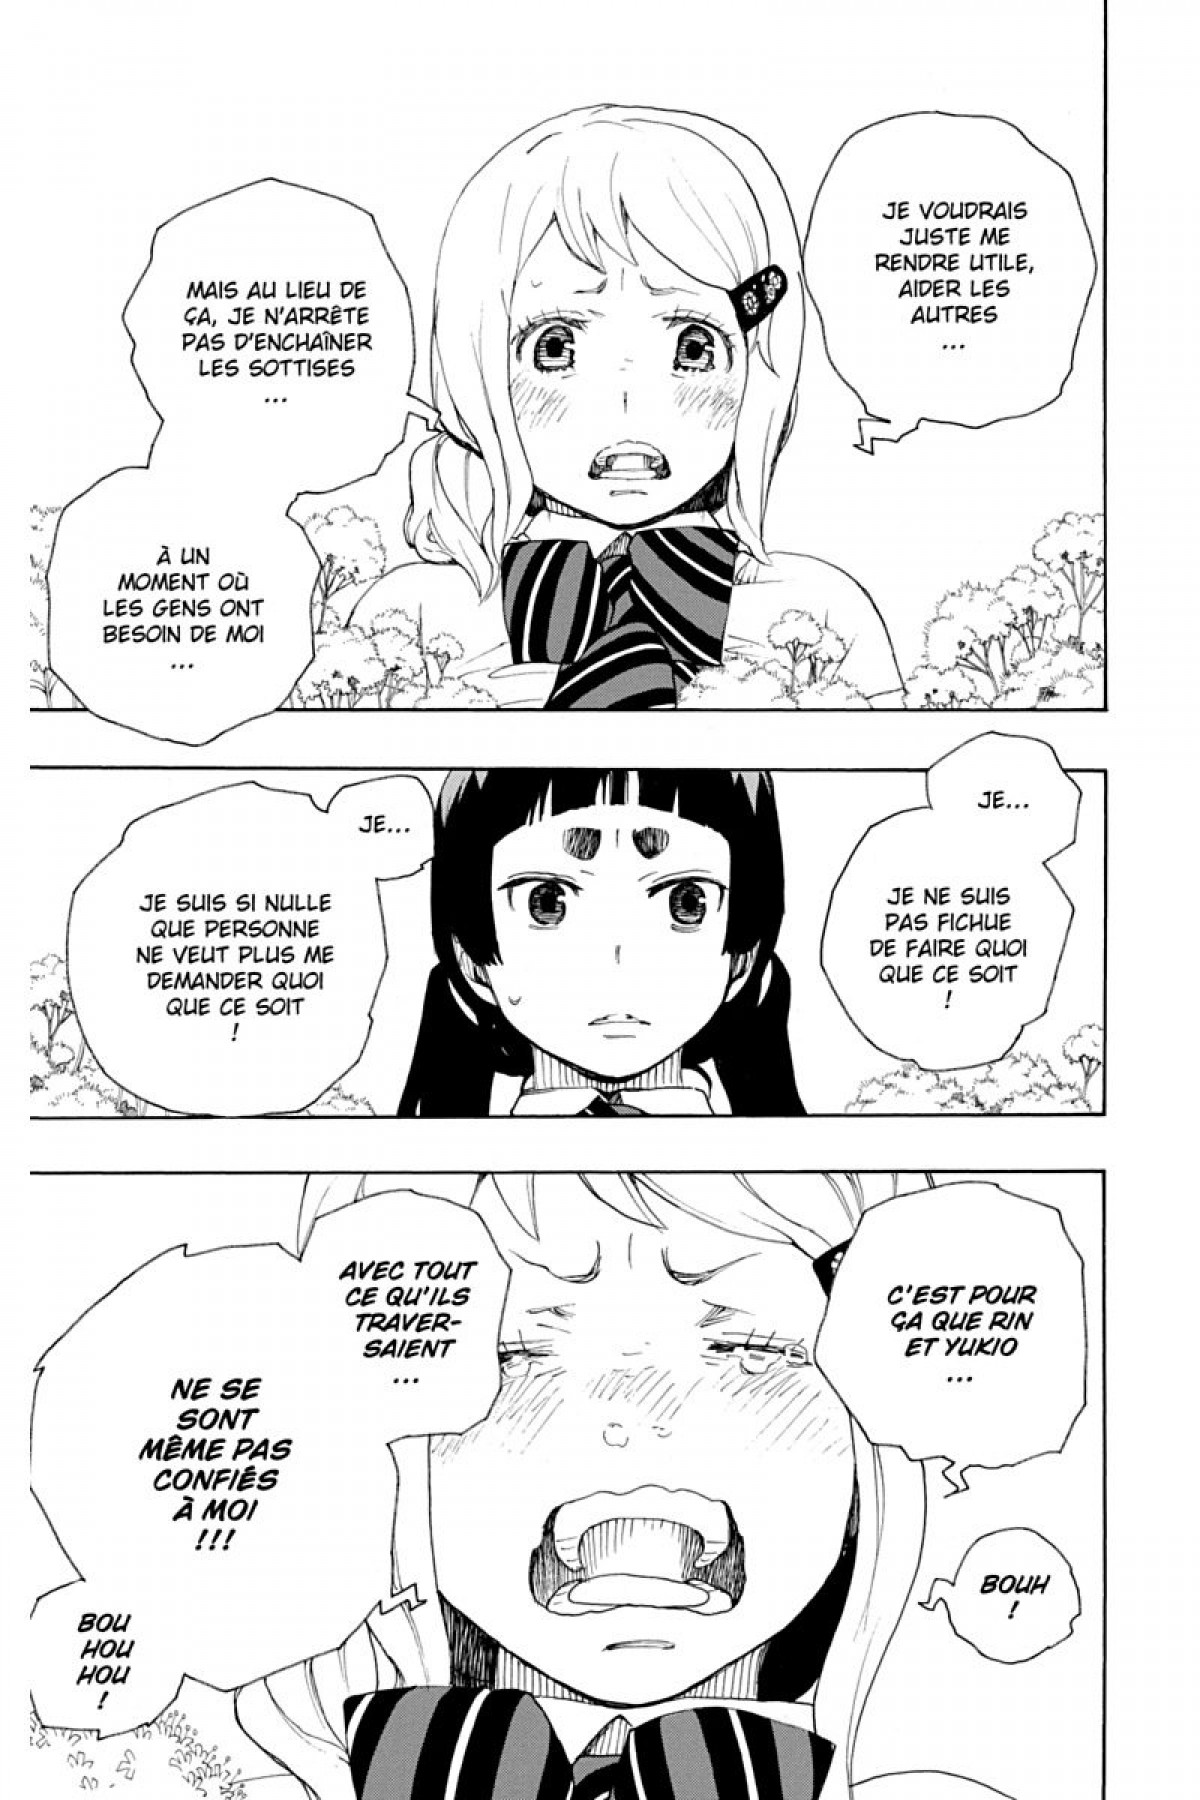 JE VOUDRAIS
JUSTE ME
RENDRE UTILE,
AIDER LES
AUTRES
...
MAIS AU LIEU DE
ÇA, JE N'ARRÊTE
PAS D'ENCHAÎNER
LES SOTTISES
...
À UN
MOMENT OÙ
LES GENS ONT
BESOIN DE MOI
...
JE...
JE NE SUIS
PAS FICHUE
DE FAIRE QUOI
QUE CE SOIT
!
JE...
JE SUIS SI NULLE
QUE PERSONNE
NE VEUT PLUS ME
DEMANDER QUOI
QUE CE SOIT
!
C'EST POUR
ÇA QUE RIN
ET YUKIO
...
AVEC TOUT
CE QU'ILS
TRAVER-
SAIENT
...
NE SE
SONT
MÊME PAS
CONFIÉS
À MOI
!!!
BOUH
!
BOU
HOU
HOU
!